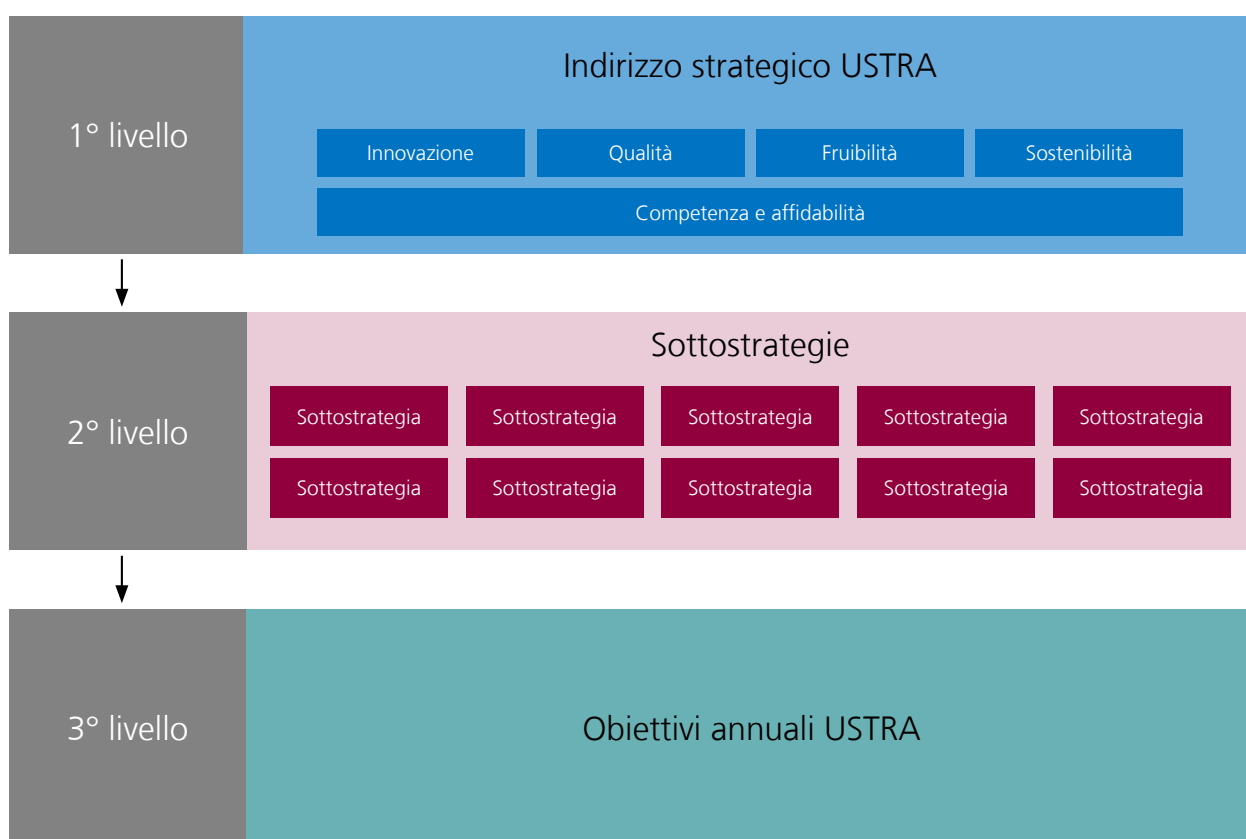 1° livello
Indirizzo strategico USTRA
Innovazione
Qualità
Fruibilità
Sostenibilità
Competenza e affidabilità
2° livello
Sottostrategie
Sottostrategia
Sottostrategia
Sottostrategia
Sottostrategia
Sottostrategia
Sottostrategia
Sottostrategia
Sottostrategia
Sottostrategia
Sottostrategia
3° livello
Obiettivi annuali USTRA